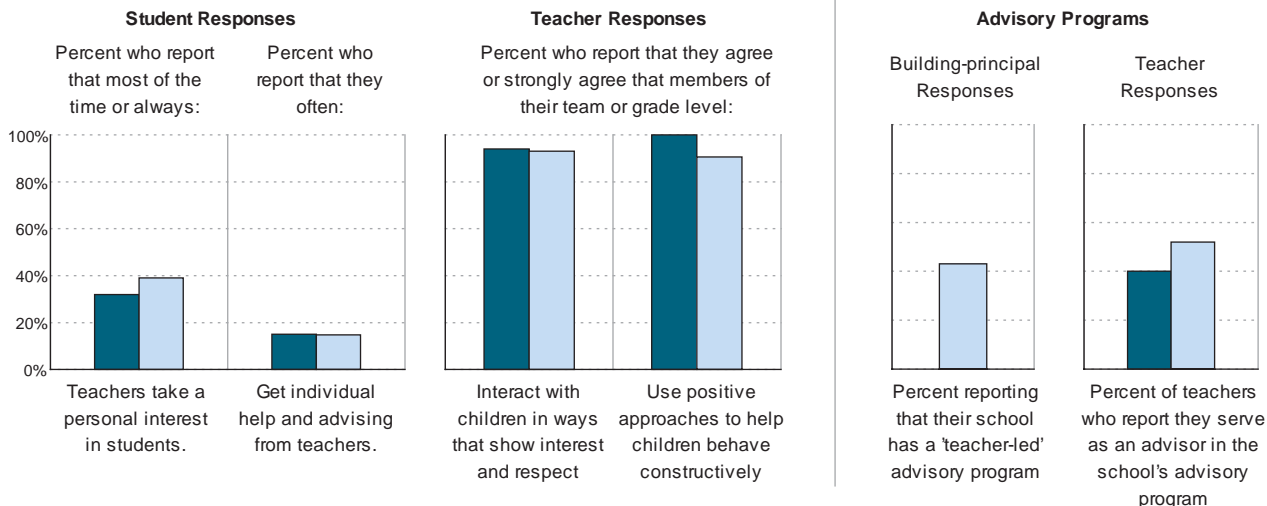 Student Responses
Percent who report
that most of the
time or always:
Percent who
report that they
often:
100%
80%
60%
40%
20%
0%
Teachers take a
personal interest
in students.
Get individual
help and advising
from teachers.
Teacher Responses
Percent who report that they agree
or strongly agree that members of
their team or grade level:
Interact with
children in ways
that show interest
and respect
Use positive
approaches to help
children behave
constructively
Advisory Programs
Building-principal
Responses
Percent reporting
that their school
has a 'teacher-led’
advisory program
Teacher
Responses
Percent of teachers
who report they serve
as an advisor in the
school’s advisory
program